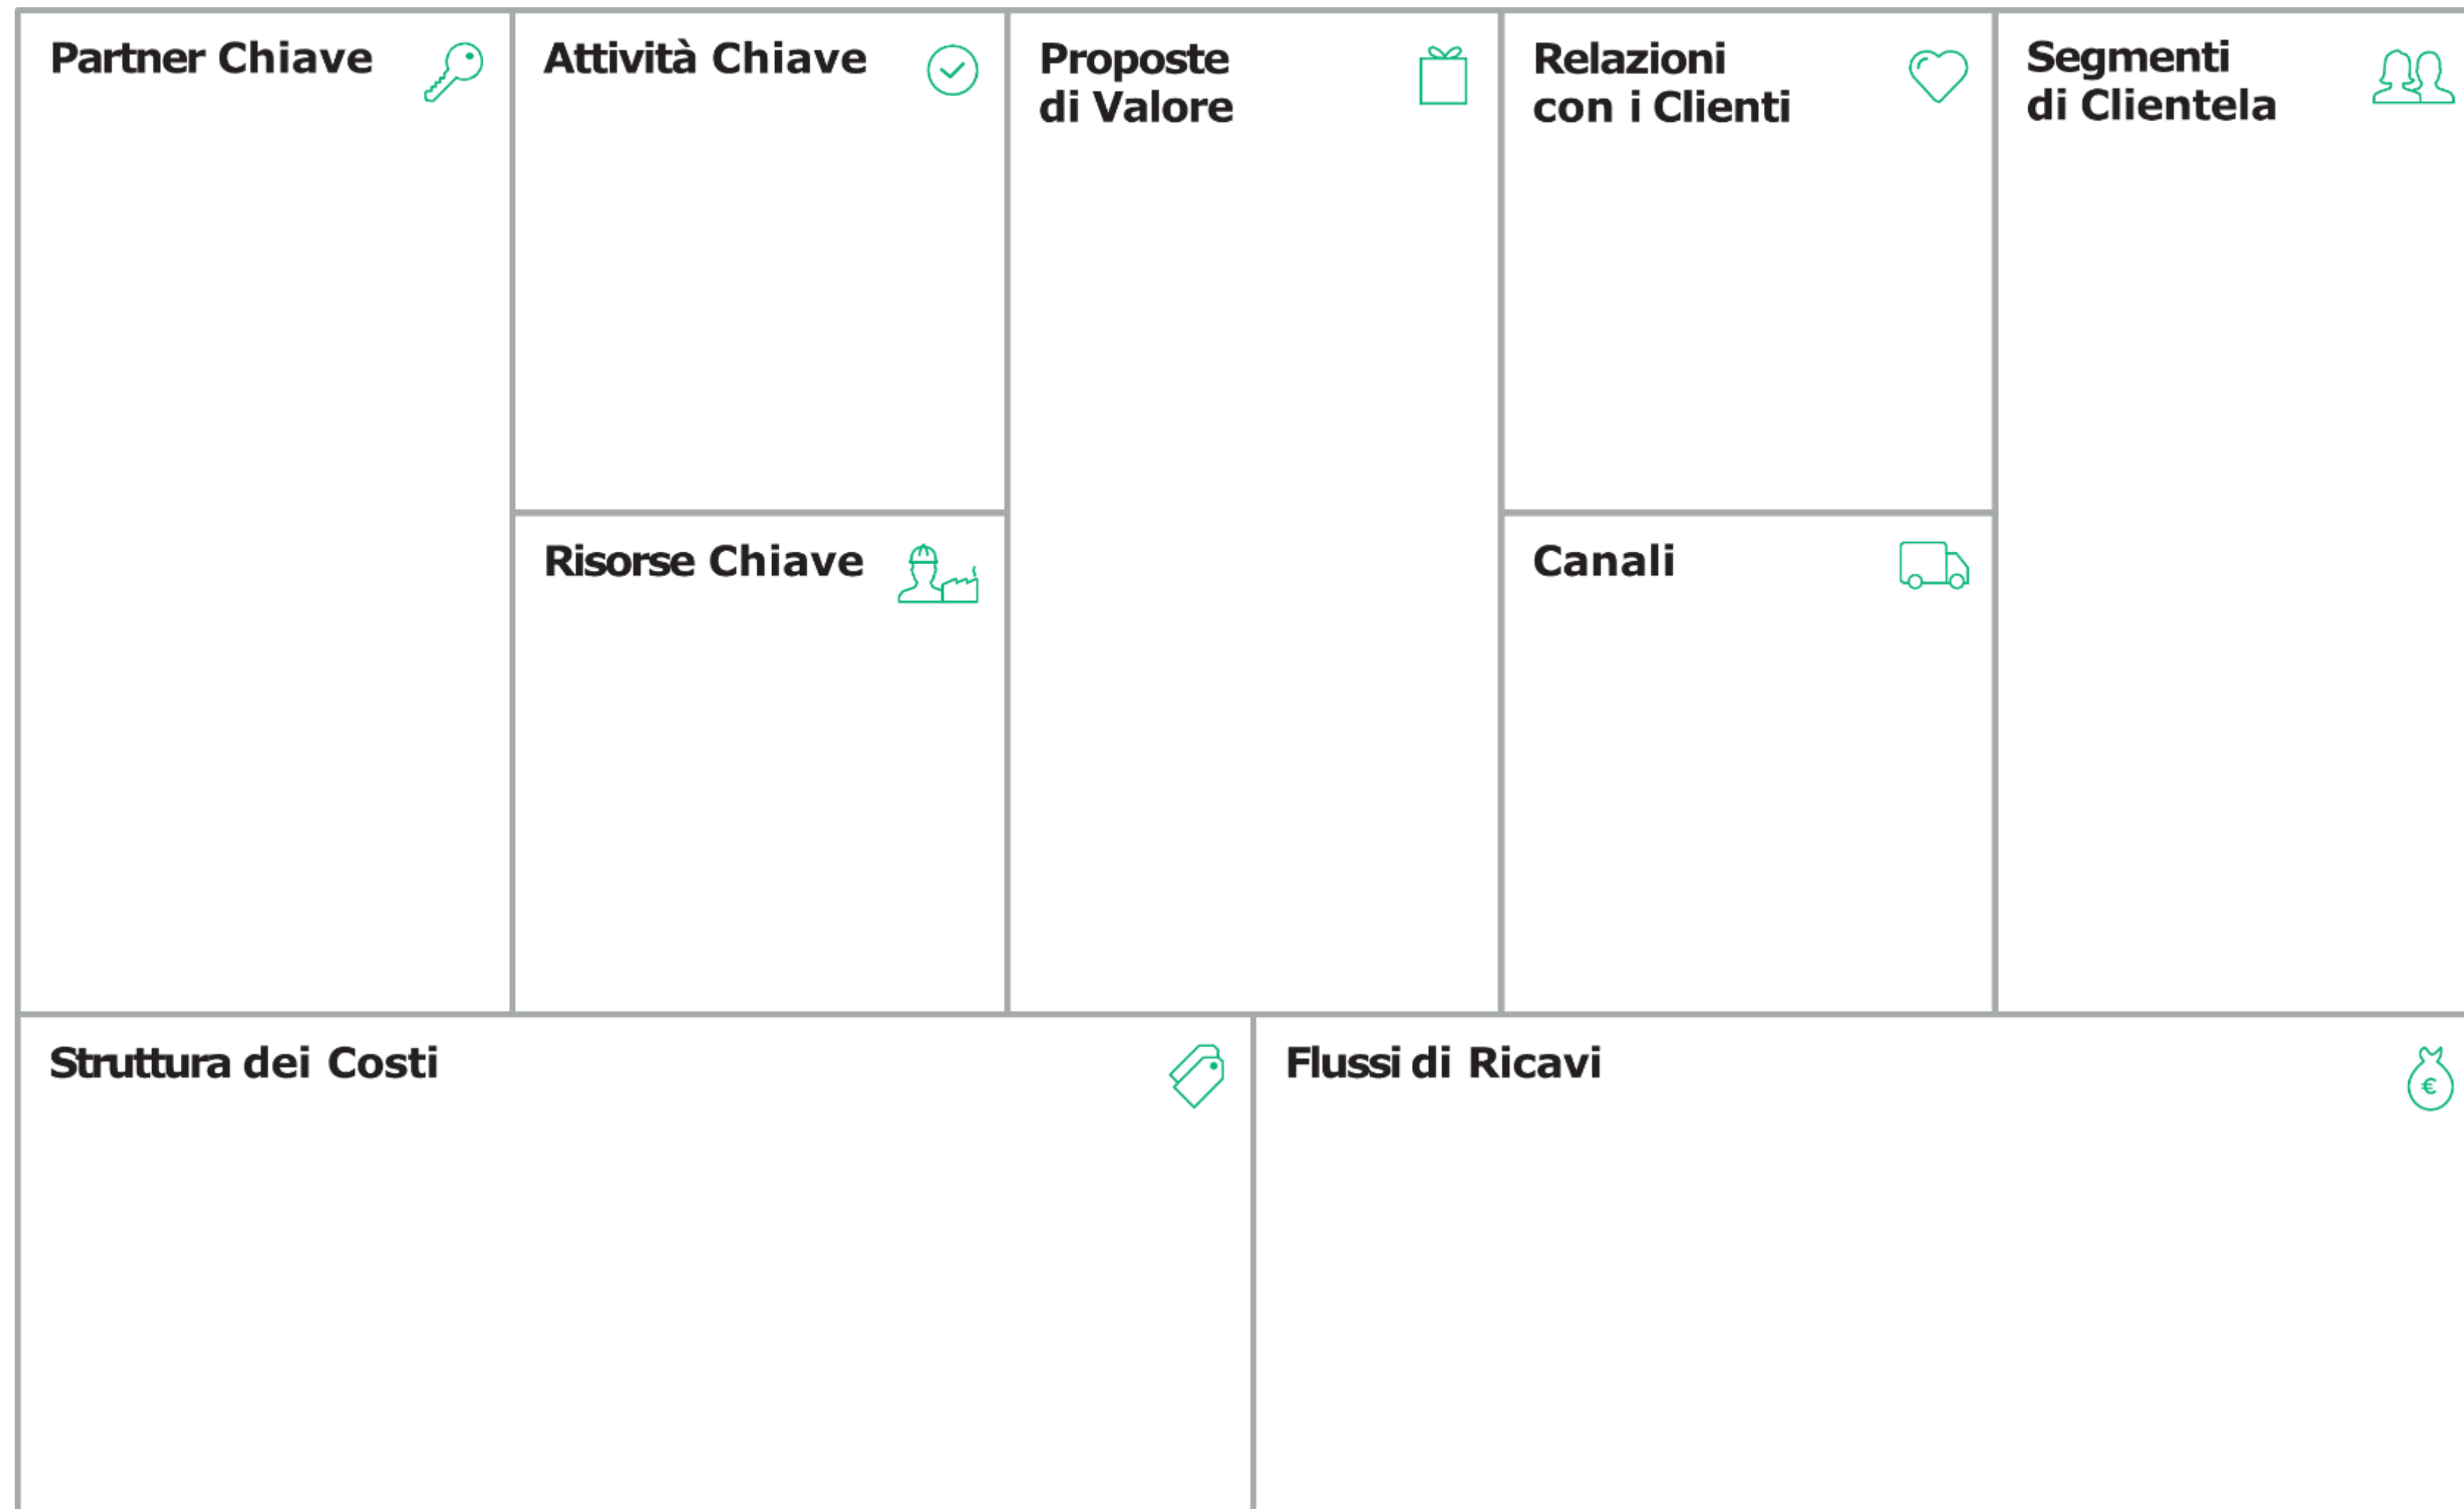 Partner Chiave
Attività Chiave
Proposte
di Valore
Relazioni
con i Clienti
Segmenti
di Clientela
Risorse Chiave
Canali
Struttura dei Costi
Flussi di Ricavi
€